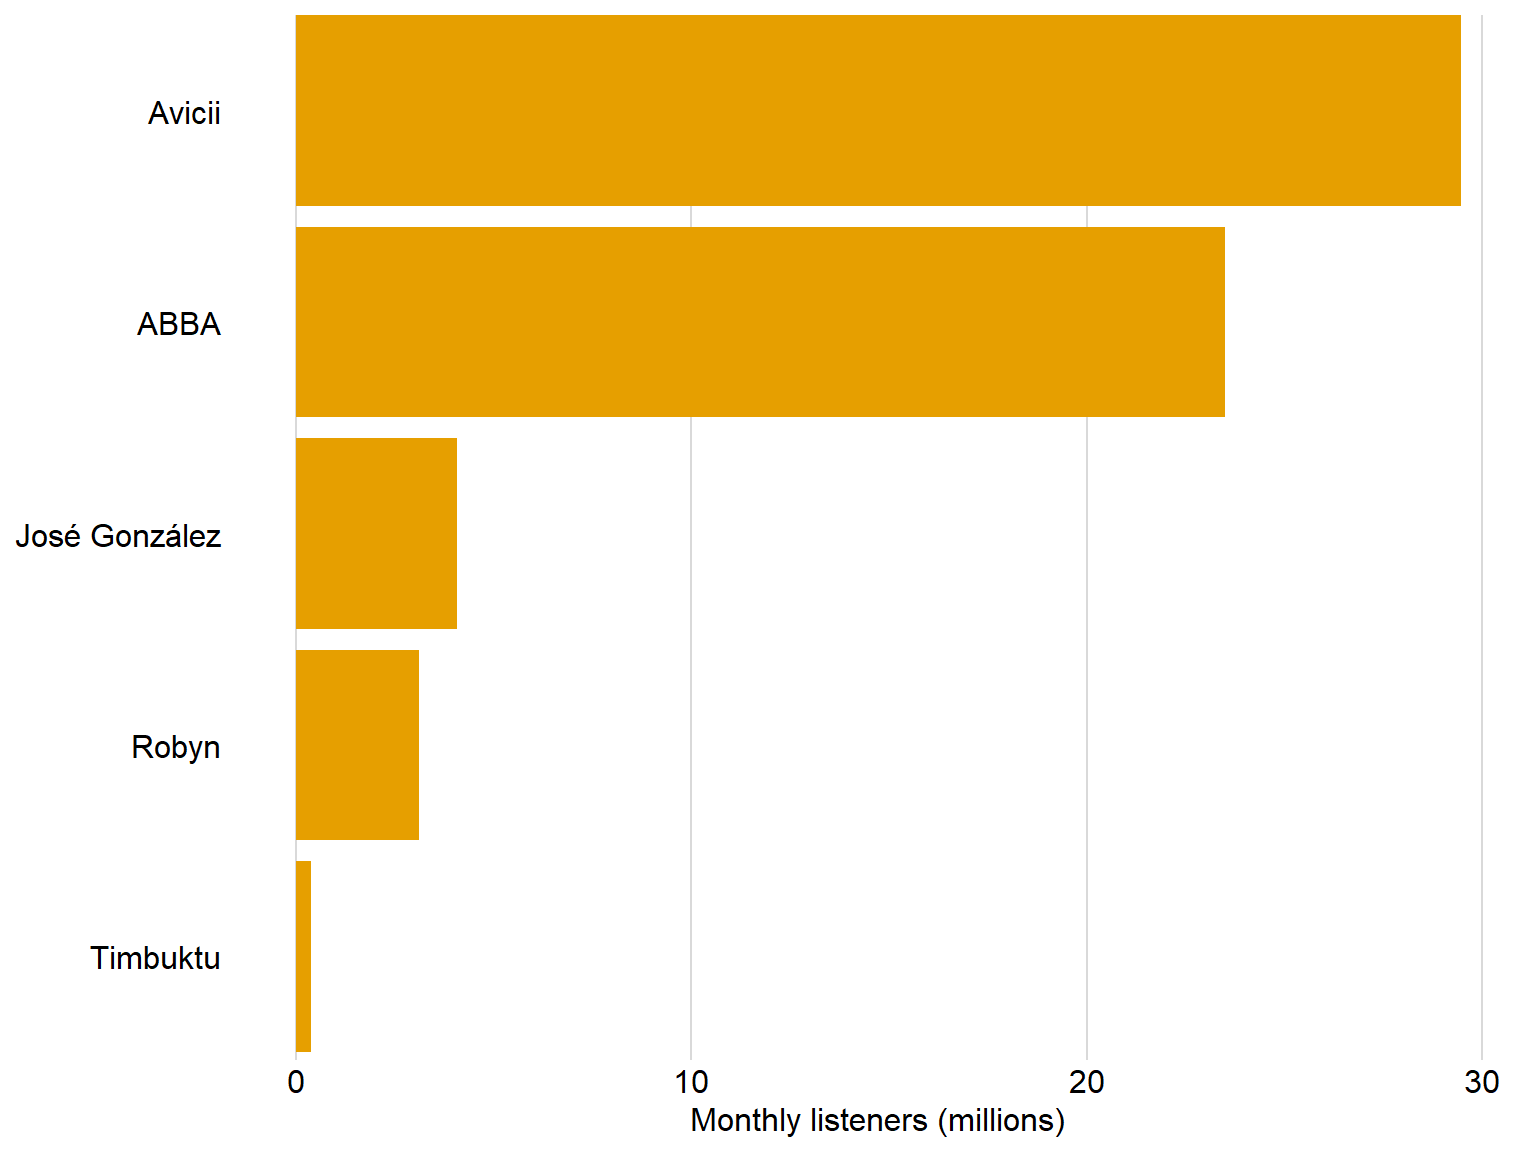 Avicii
ABBA
José González
Robyn
Timbuktu
0 10 20 30
Monthly listeners (millions)